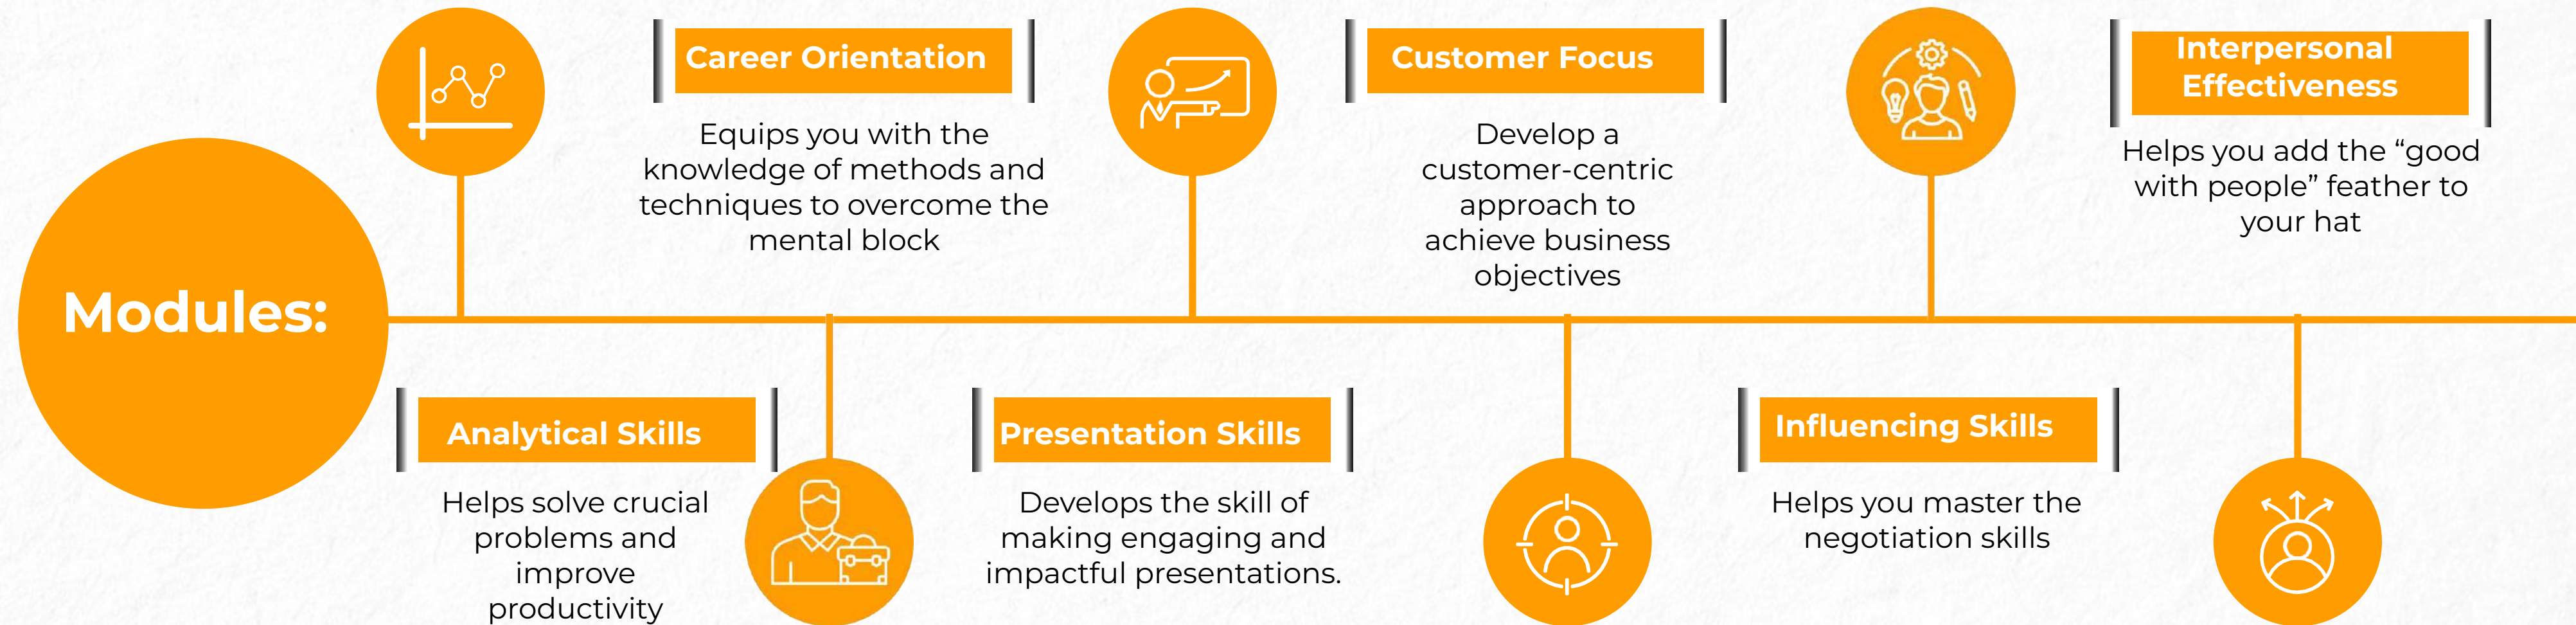 Modules:
Career Orientation
Equips you with the
knowledge of methods and
techniques to overcome the
mental block
Customer Focus
Develop a
customer-centric
approach to
achieve business
objectives
Interpersonal
Effectiveness
Helps you add the “good
with people” feather to
your hat
Analytical Skills
Helps solve crucial
problems and
improve
productivity
Presentation Skills
Develops the skill of
making engaging and
impactful presentations.
Influencing Skills
Helps you master the
negotiation skills